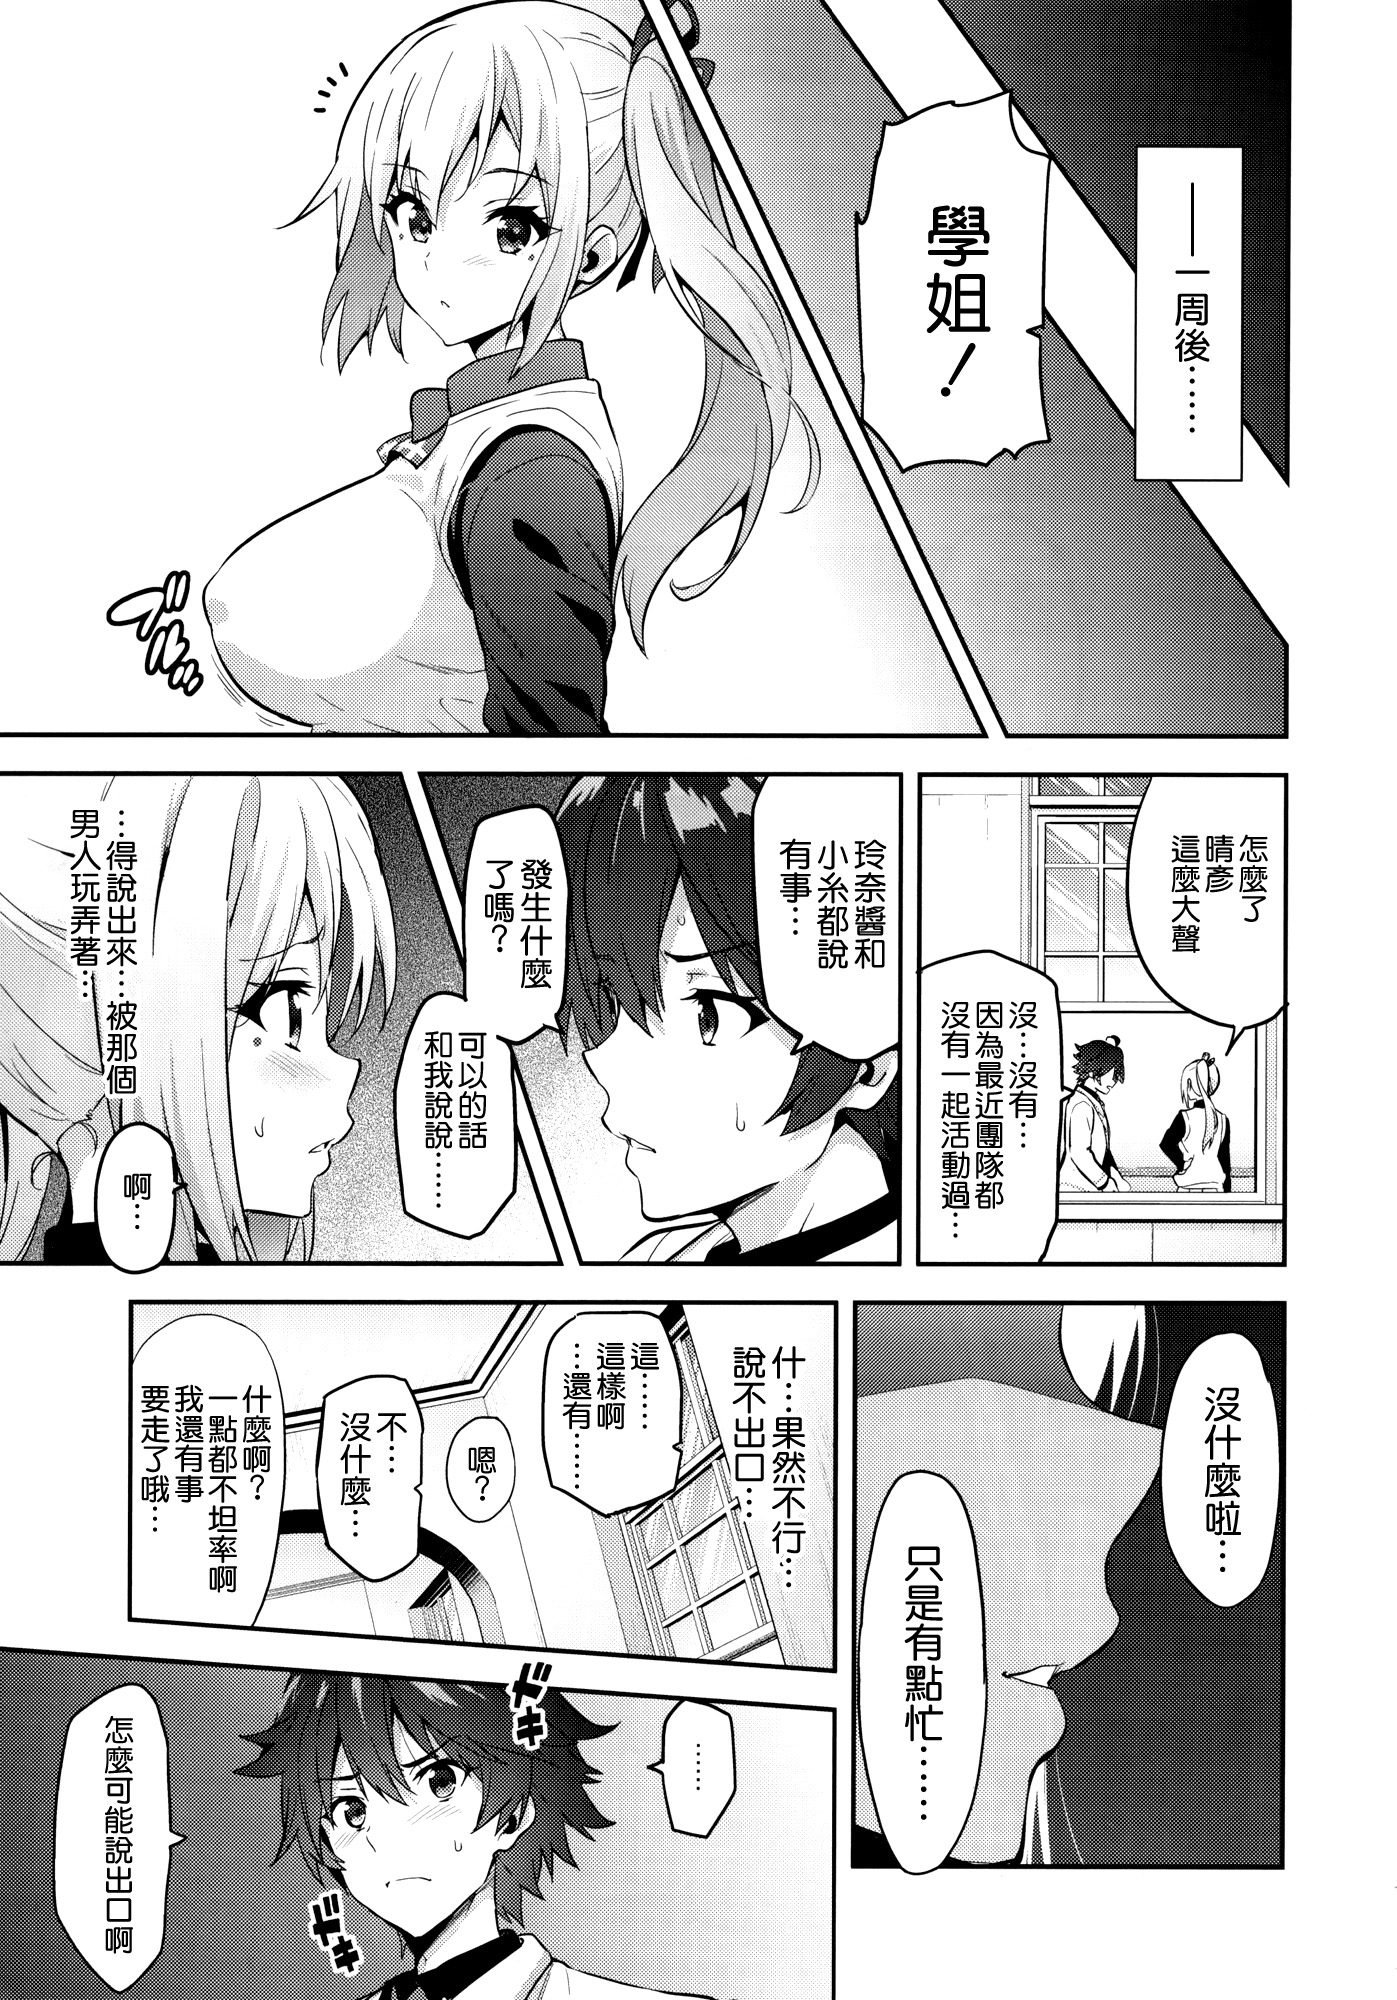 ——一周後……
學姐！
ブルルル
怎麼了
晴彥
這麼大聲
沒…沒有…
因為最近團隊都
沒有一起活動過…
玲奈醬和
小糸都說
有事…
發生什麼
了嗎？
可以的話
和我說說……
…得說出來…被那個
男人玩弄著…
啊…
沒什麼啦…
只是有點忙……
什…果然不行…
說不出口…
這……
這樣啊
…還有……
嗯？
不…
沒什麼…
什麼啊？
一點都不坦率啊
我還有事
要走了哦…
……
ドキ
ドキ
怎麼可能說出口啊